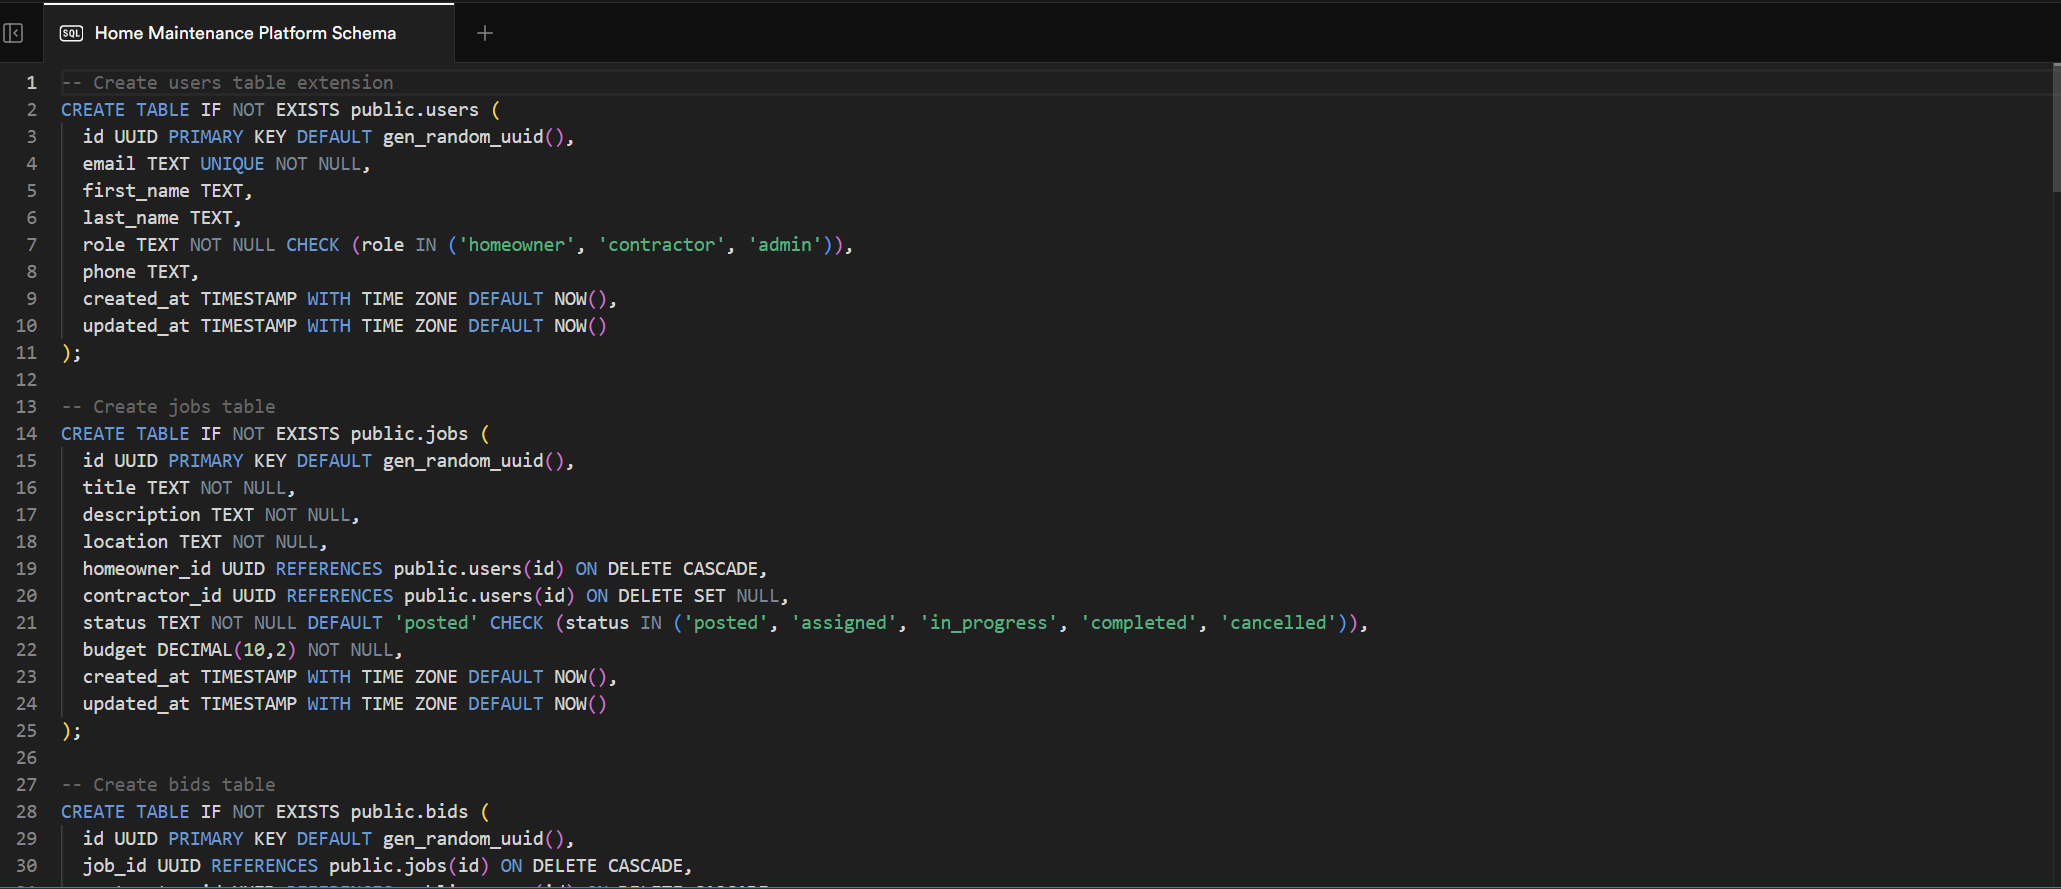 SQL Home Maintenance Platform Schema +
1 -- Create users table extension
2 CREATE TABLE IF NOT EXISTS public.users (
3 id UUID PRIMARY KEY DEFAULT gen_random_uuid(),
4 email TEXT UNIQUE NOT NULL,
5 first_name TEXT,
6 last_name TEXT,
7 role TEXT NOT NULL CHECK (role IN ('homeowner', 'contractor', 'admin')),
8 phone TEXT,
9 created_at TIMESTAMP WITH TIME ZONE DEFAULT NOW(),
10 updated_at TIMESTAMP WITH TIME ZONE DEFAULT NOW()
11 );
12
13 -- Create jobs table
14 CREATE TABLE IF NOT EXISTS public.jobs (
15 id UUID PRIMARY KEY DEFAULT gen_random_uuid(),
16 title TEXT NOT NULL,
17 description TEXT NOT NULL,
18 location TEXT NOT NULL,
19 homeowner_id UUID REFERENCES public.users(id) ON DELETE CASCADE,
20 contractor_id UUID REFERENCES public.users(id) ON DELETE SET NULL,
21 status TEXT NOT NULL DEFAULT 'posted' CHECK (status IN ('posted', 'assigned', 'in_progress', 'completed', 'cancelled')),
22 budget DECIMAL(10,2) NOT NULL,
23 created_at TIMESTAMP WITH TIME ZONE DEFAULT NOW(),
24 updated_at TIMESTAMP WITH TIME ZONE DEFAULT NOW()
25 );
26
27 -- Create bids table
28 CREATE TABLE IF NOT EXISTS public.bids (
29 id UUID PRIMARY KEY DEFAULT gen_random_uuid(),
30 job_id UUID REFERENCES public.jobs(id) ON DELETE CASCADE,